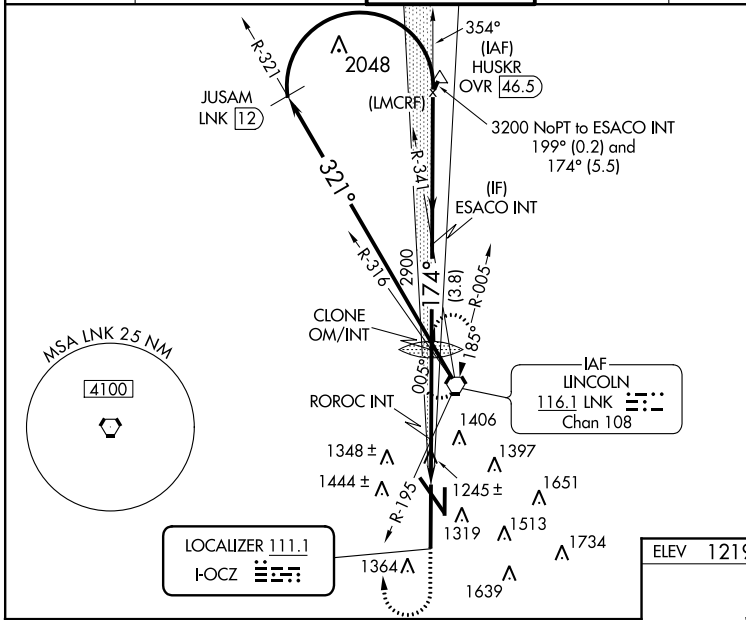 R-321
2048
JUSAM
LNK 12
354°
(IAF)
HUSKR
OVR 46.5
(LMCRF)
3200 NoPT to ESACO INT
199° (0.2) and
174° (5.5)
321°
R-341
(IF)
ESACO INT
R-316
2900
174°
(3.8)
R-005
185°
CLONE
OM/INT
005°
MSA LNK 25 NM
4100
IAF
LINCOLN
116.1 LNK
Chan 108
ROROC INT
1406
1348 ±
1397
1444 ±
1245 ±
1651
R-195
1319
1513
1734
LOCALIZER 111.1
I-OCZ
1364
1639
ELEV 1219